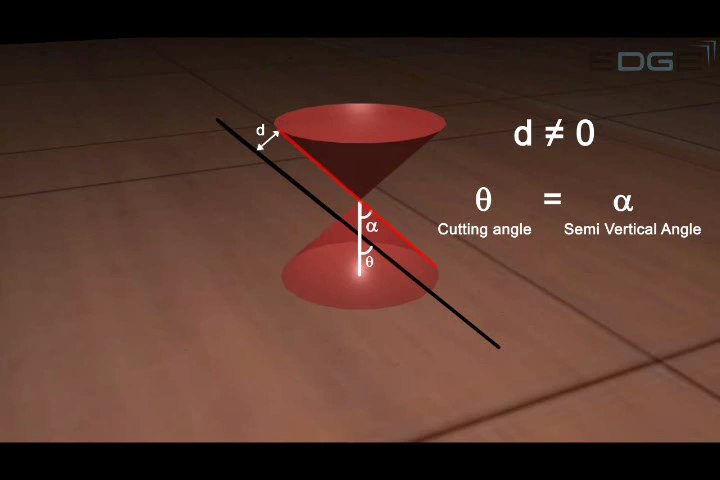 EDGE
d
d ≠ 0
θ = α
Cutting angle Semi Vertical Angle
α
θ